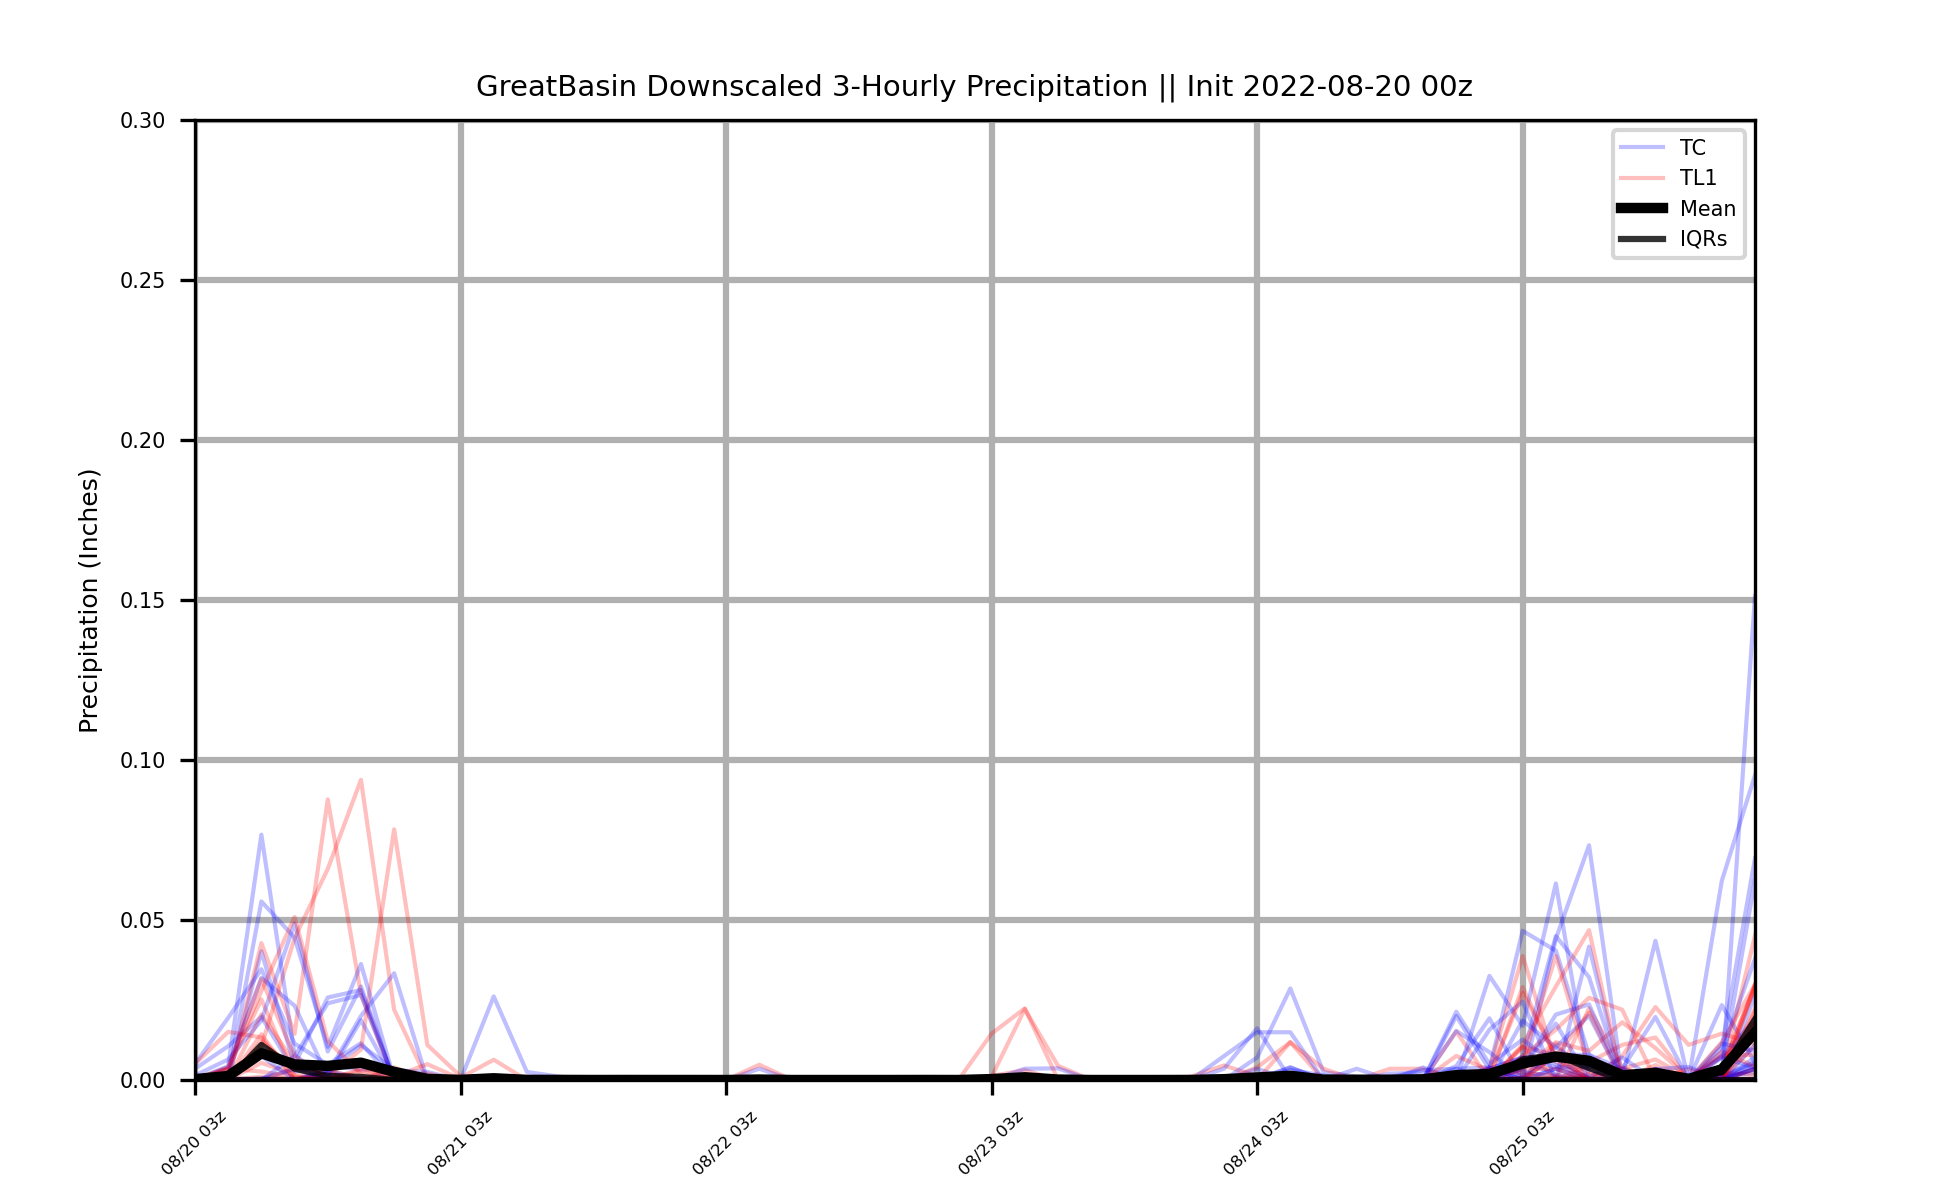 GreatBasin Downscaled 3-Hourly Precipitation || Init 2022-08-20 00z
TC
TL1
Mean
IQRs
Precipitation (Inches)
0.30
0.25
0.20
0.15
0.10
0.05
0.00
08/20 03z
08/21 03z
08/22 03z
08/23 03z
08/24 03z
08/25 03z